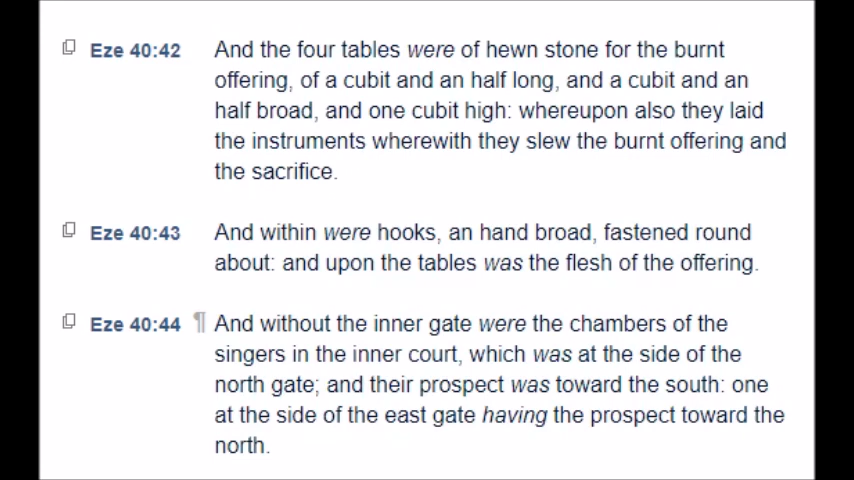 Eze 40:42 And the four tables were of hewn stone for the burnt
offering, of a cubit and an half long, and a cubit and an
half broad, and one cubit high: whereupon also they laid
the instruments wherewith they slew the burnt offering and
the sacrifice.
Eze 40:43 And within were hooks, an hand broad, fastened round
about: and upon the tables was the flesh of the offering.
Eze 40:44 ¶ And without the inner gate were the chambers of the
singers in the inner court, which was at the side of the
north gate; and their prospect was toward the south: one
at the side of the east gate having the prospect toward the
north.